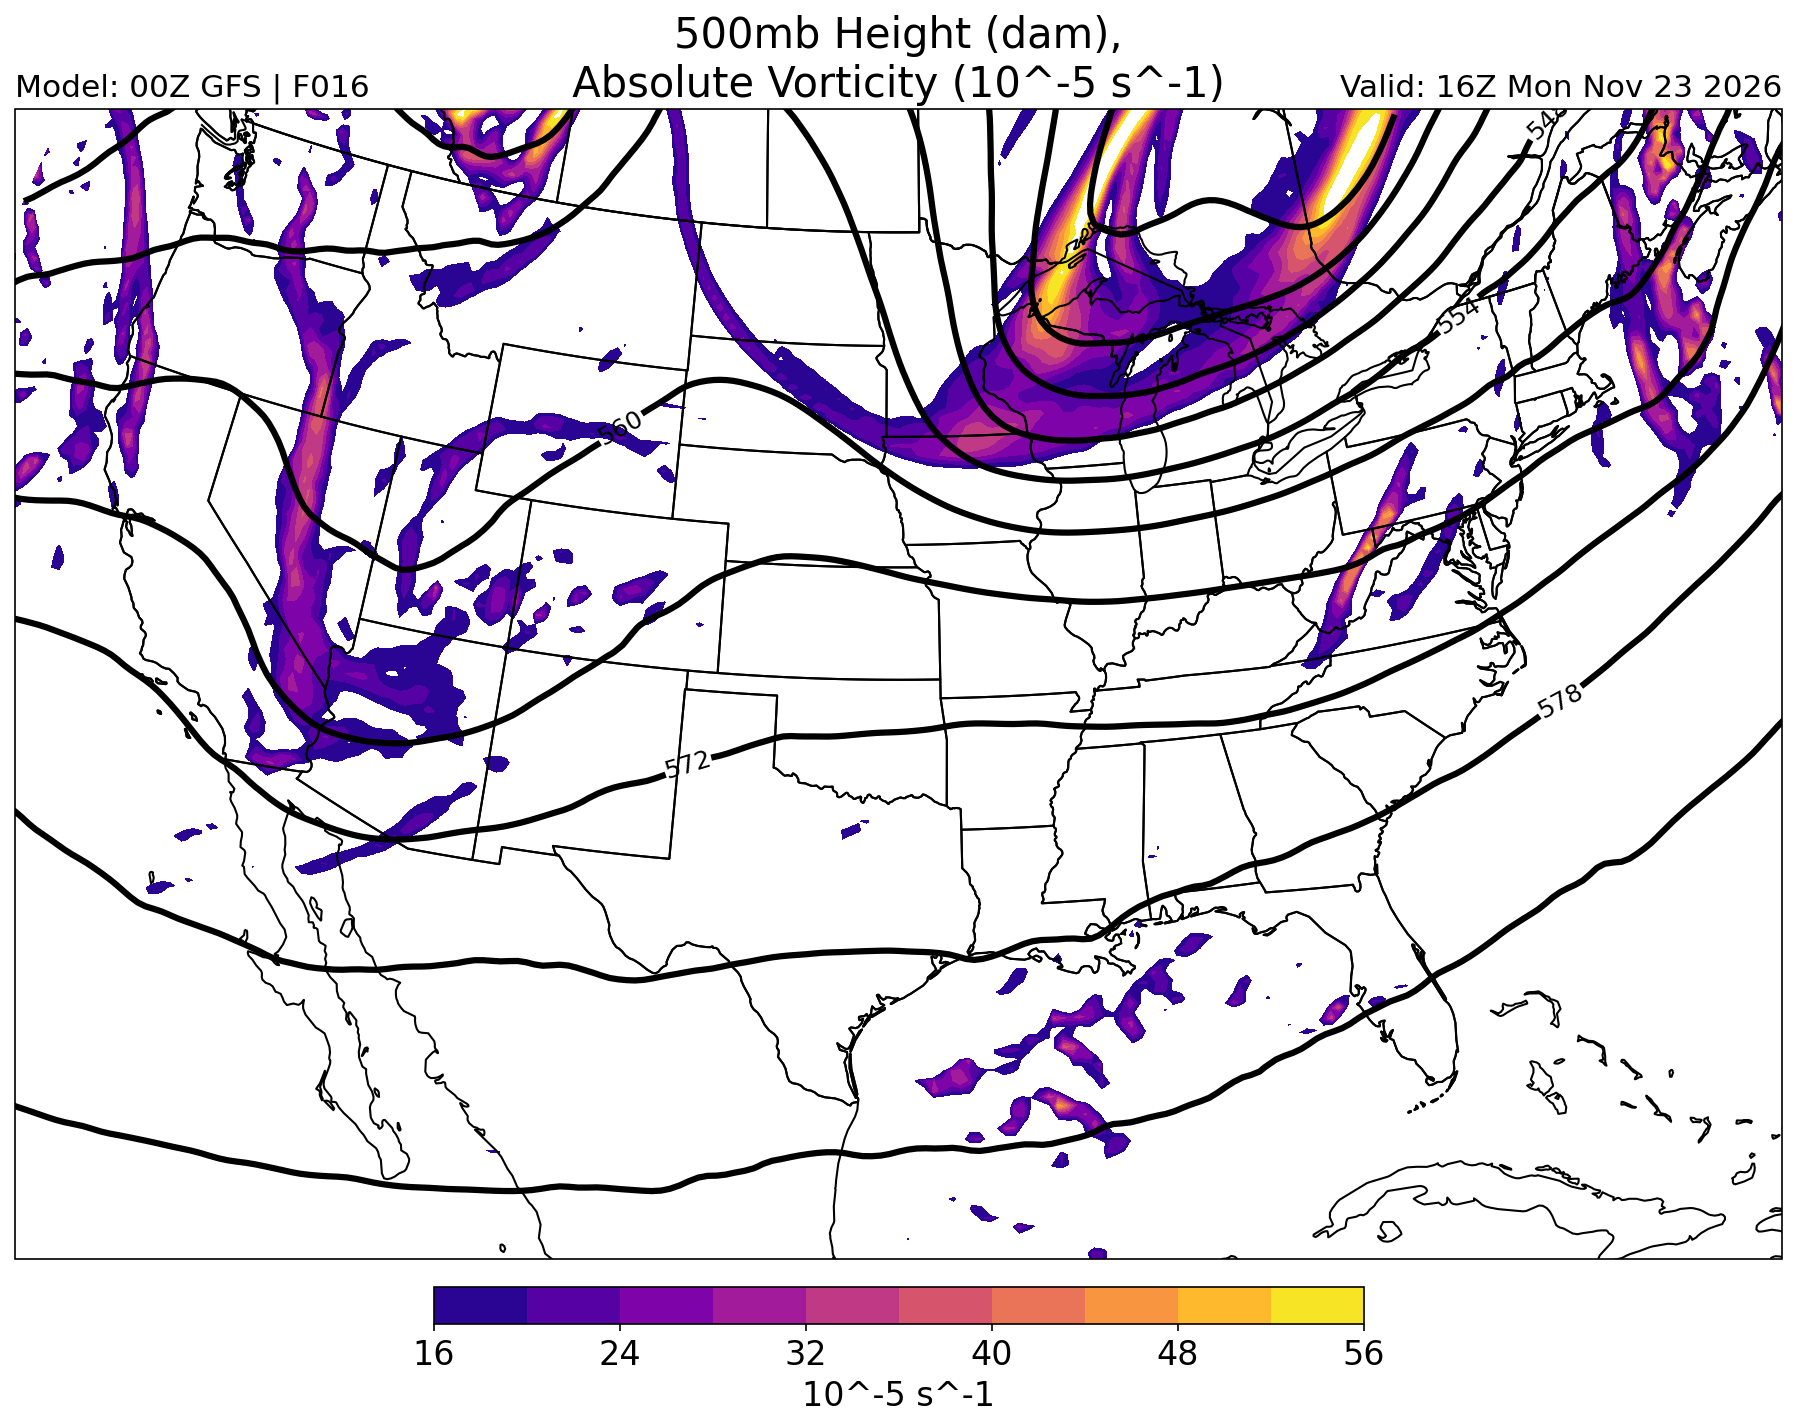 500mb Height (dam),
Absolute Vorticity (10^-5 s^-1)
Model: 00Z GFS | F016
Valid: 16Z Mon Nov 23 2026
554
560
572
578
16 24 32 40 48 56
10^-5 s^-1